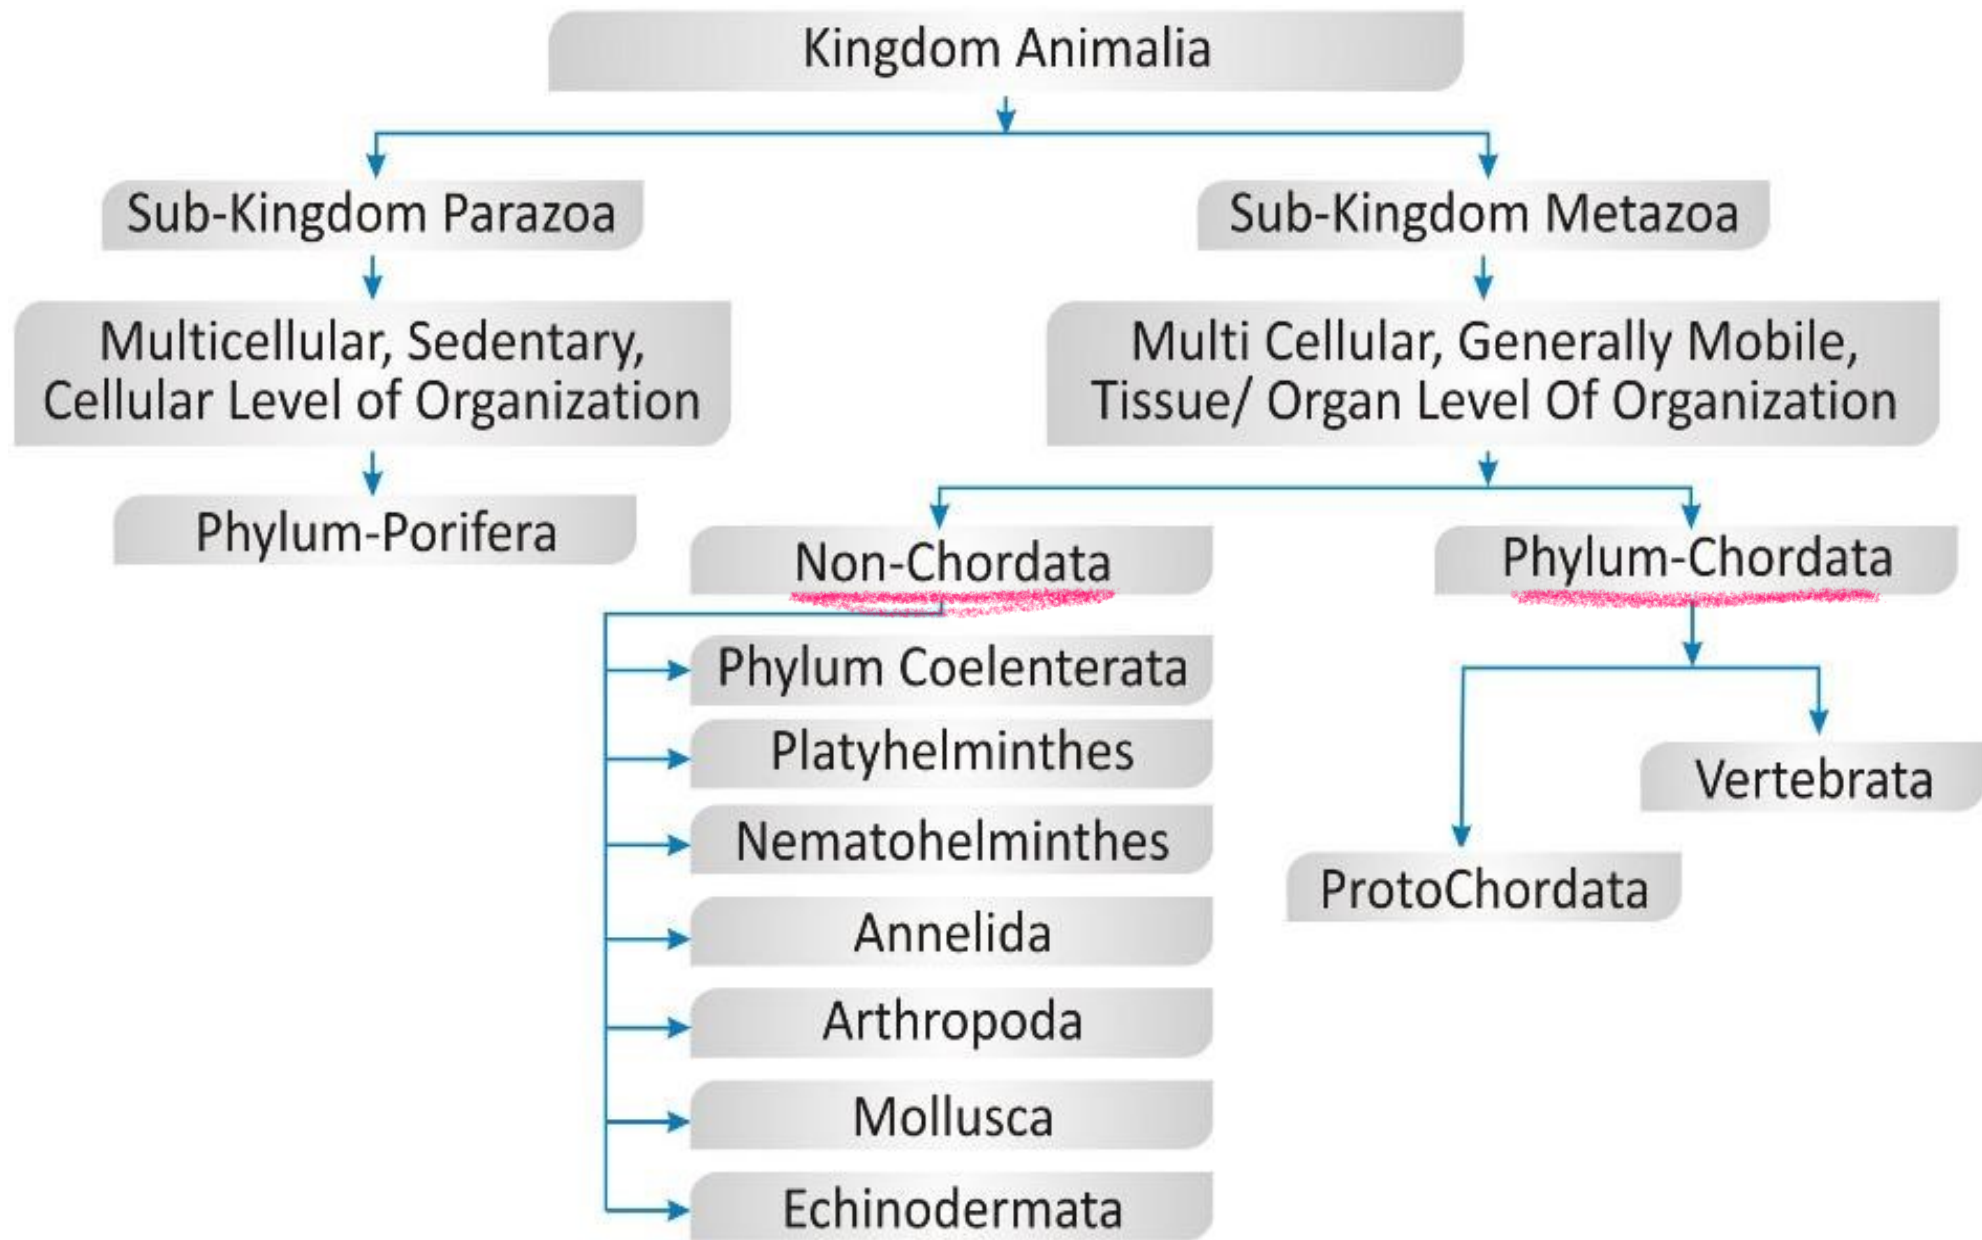 Kingdom Animalia
Sub-Kingdom Parazoa
Sub-Kingdom Metazoa
Multicellular, Sedentary,
Cellular Level of Organization
Multi Cellular, Generally Mobile,
Tissue/ Organ Level Of Organization
Phylum-Porifera
Non-Chordata
Phylum-Chordata
Phylum Coelenterata
Platyhelminthes
Nematohelminthes
Annelida
Arthropoda
Mollusca
Echinodermata
Vertebrata
ProtoChordata